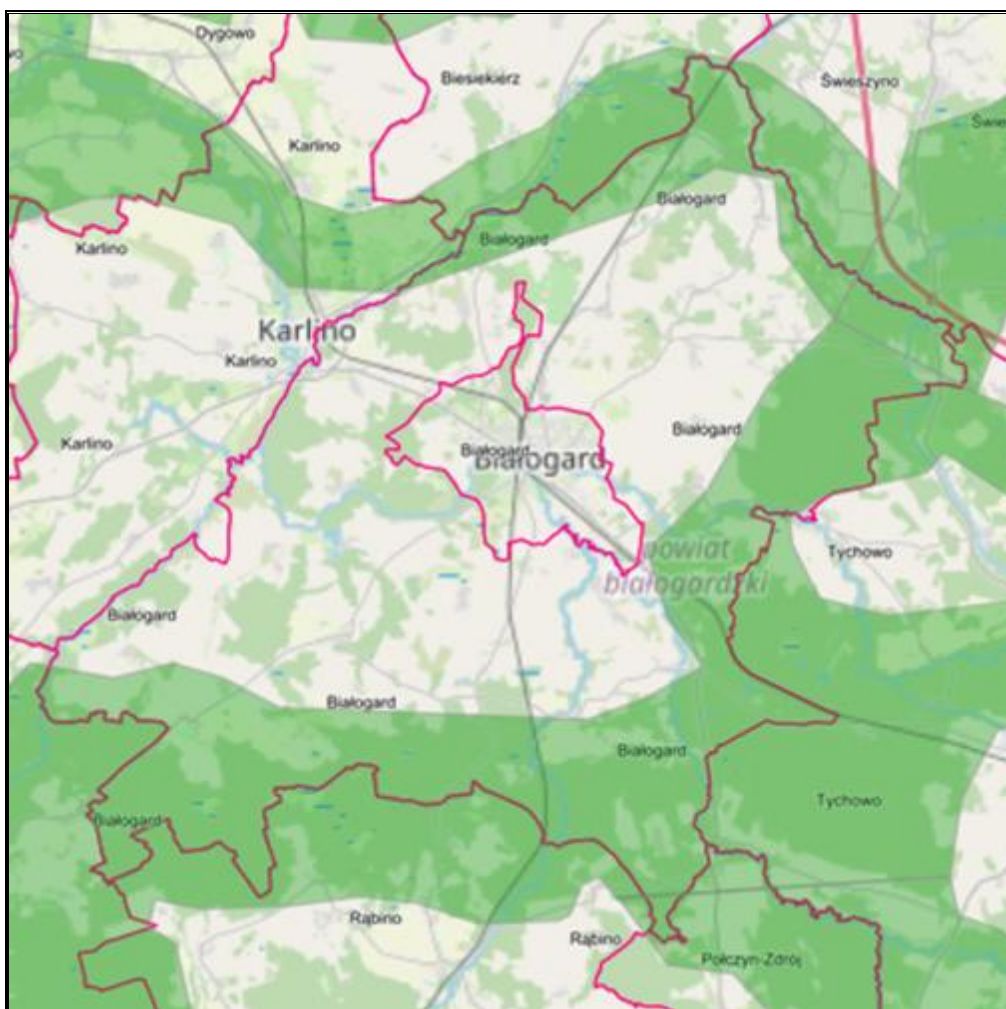 Dygowo
Biesiekierz
Świeszyno
Karlino
Białogard
Karlino
Białogard
Karlino
Karlino
Karlino
Białogard
Białogard
Białogard
powiat
białogardzki
Tychowo
Białogard
Białogard
Białogard
Tychowo
Białogard
Rąbino
Rąbino
Połczyn-Zdrój